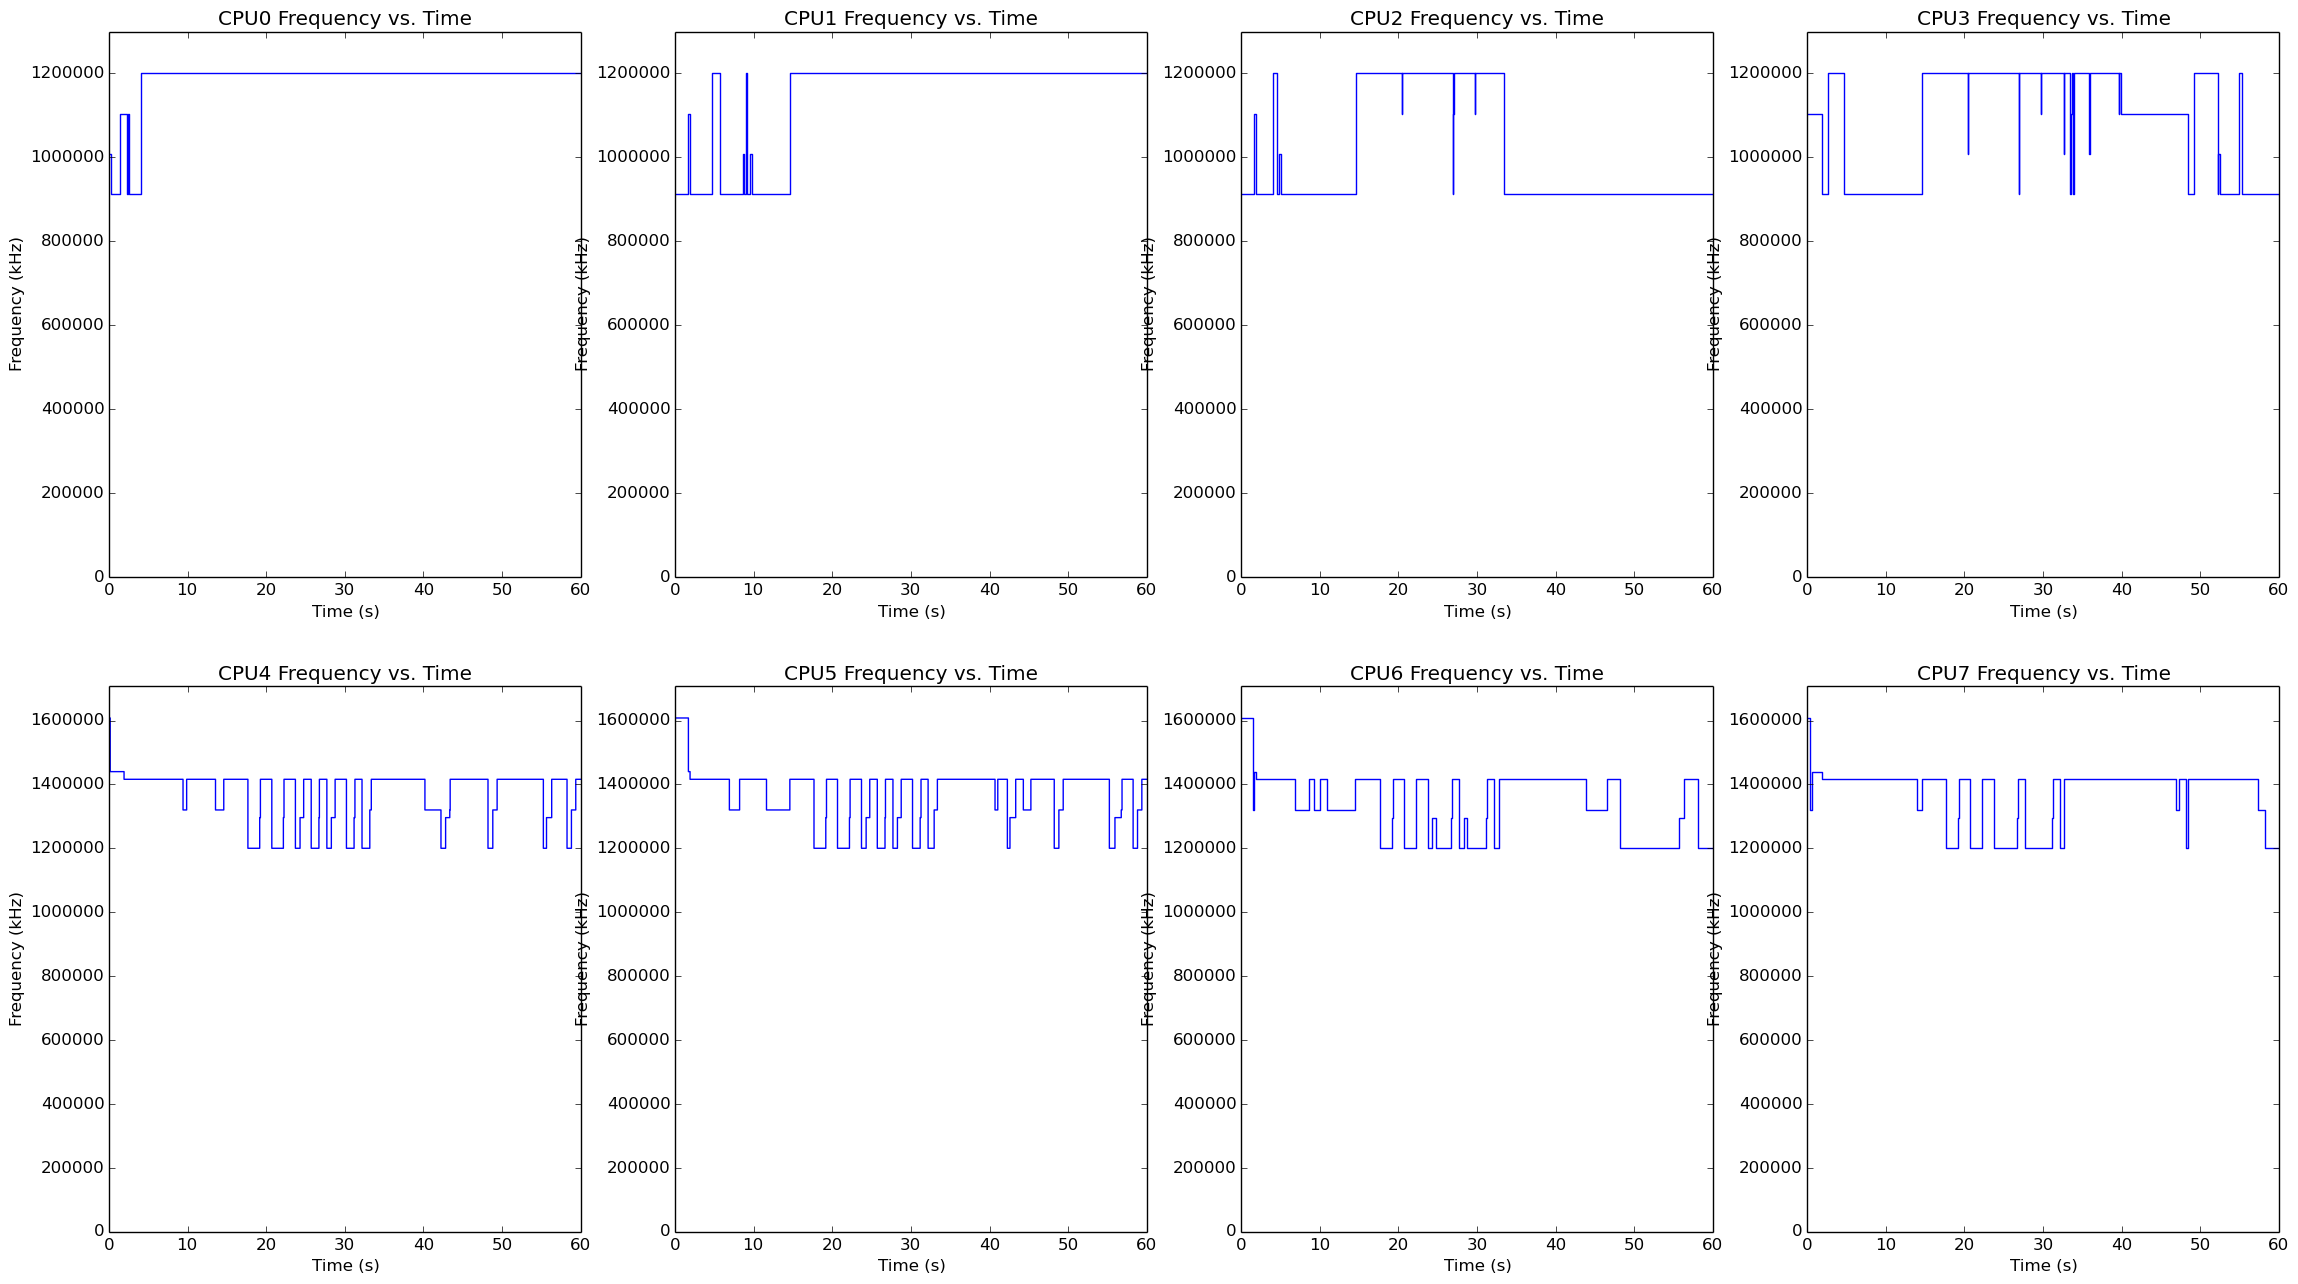 CPU0 Frequency vs. Time
Frequency (kHz)
1200000
1000000
800000
600000
400000
200000
0
0 10 20 30 40 50 60
Time (s)
CPU1 Frequency vs. Time
Frequency (kHz)
1200000
1000000
800000
600000
400000
200000
0
0 10 20 30 40 50 60
Time (s)
CPU2 Frequency vs. Time
Frequency (kHz)
1200000
1000000
800000
600000
400000
200000
0
0 10 20 30 40 50 60
Time (s)
CPU3 Frequency vs. Time
Frequency (kHz)
1200000
1000000
800000
600000
400000
200000
0
0 10 20 30 40 50 60
Time (s)
CPU4 Frequency vs. Time
Frequency (kHz)
1600000
1400000
1200000
1000000
800000
600000
400000
200000
0
0 10 20 30 40 50 60
Time (s)
CPU5 Frequency vs. Time
Frequency (kHz)
1600000
1400000
1200000
1000000
800000
600000
400000
200000
0
0 10 20 30 40 50 60
Time (s)
CPU6 Frequency vs. Time
Frequency (kHz)
1600000
1400000
1200000
1000000
800000
600000
400000
200000
0
0 10 20 30 40 50 60
Time (s)
CPU7 Frequency vs. Time
Frequency (kHz)
1600000
1400000
1200000
1000000
800000
600000
400000
200000
0
0 10 20 30 40 50 60
Time (s)